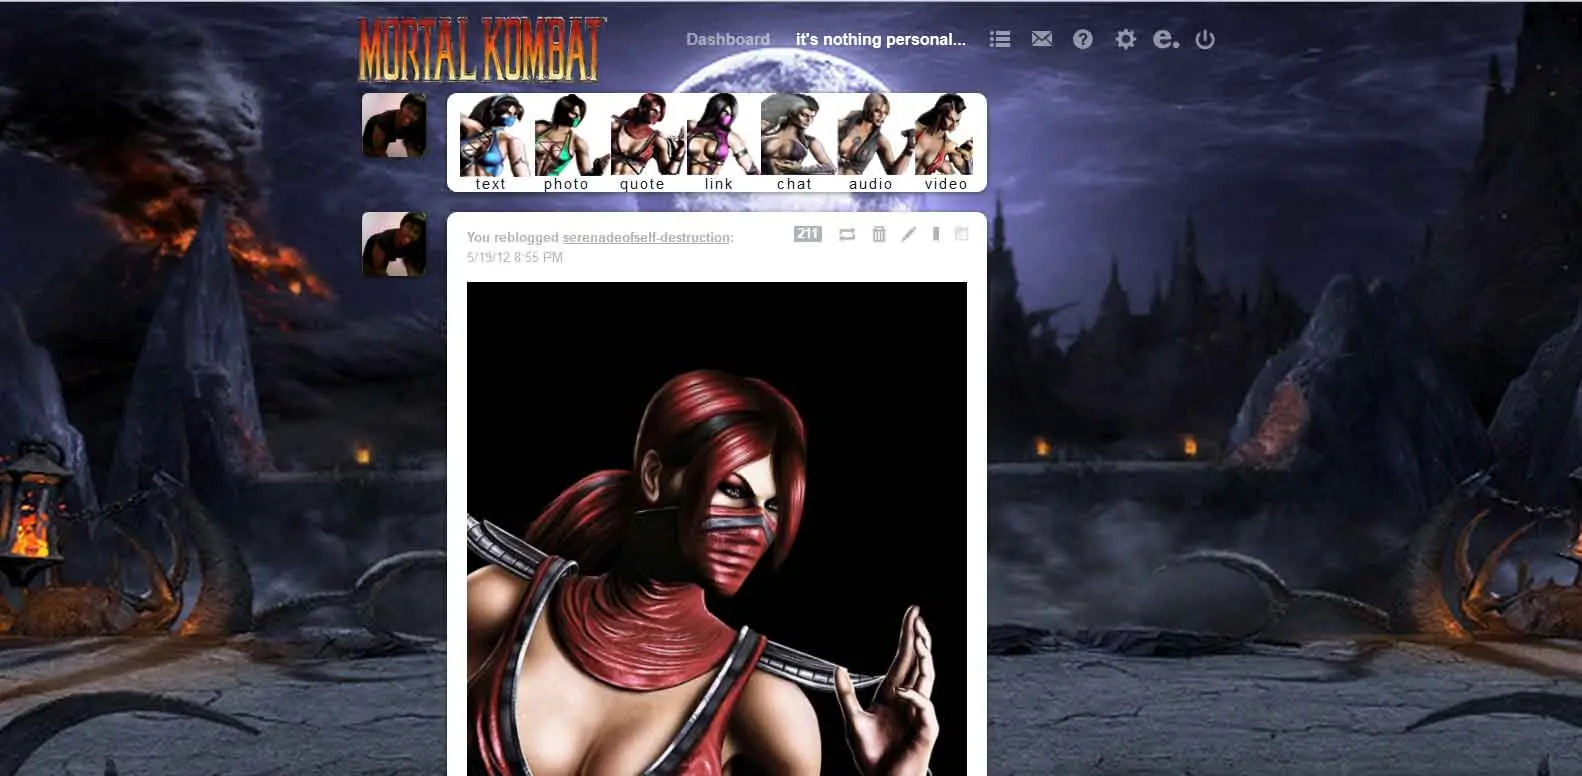 MORTAL KOMBAT
Dashboard it's nothing personal...
text photo quote link chat audio video
You reblogged serenadeofself-destruction:
211
5/19/12 8:55 PM